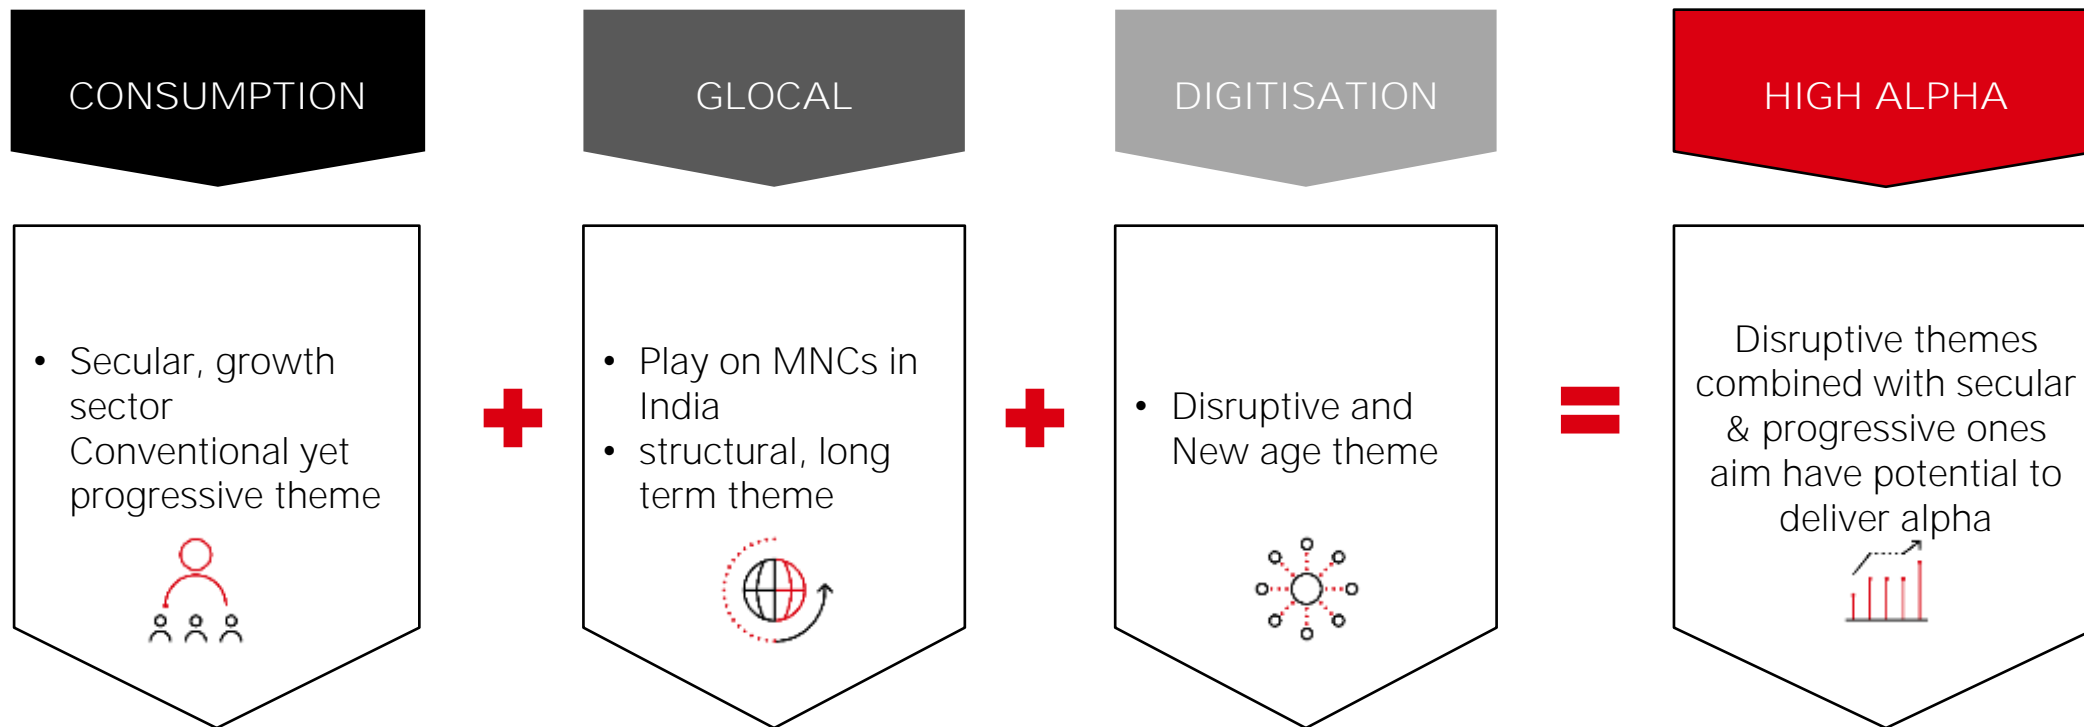 CONSUMPTION
GLOCAL
DIGITISATION
HIGH ALPHA
• Secular, growth
sector
Conventional yet
progressive theme
• Play on MNCs in
India
• structural, long
term theme
• Disruptive and
New age theme
Disruptive themes
combined with secular
& progressive ones
aim have potential to
deliver alpha